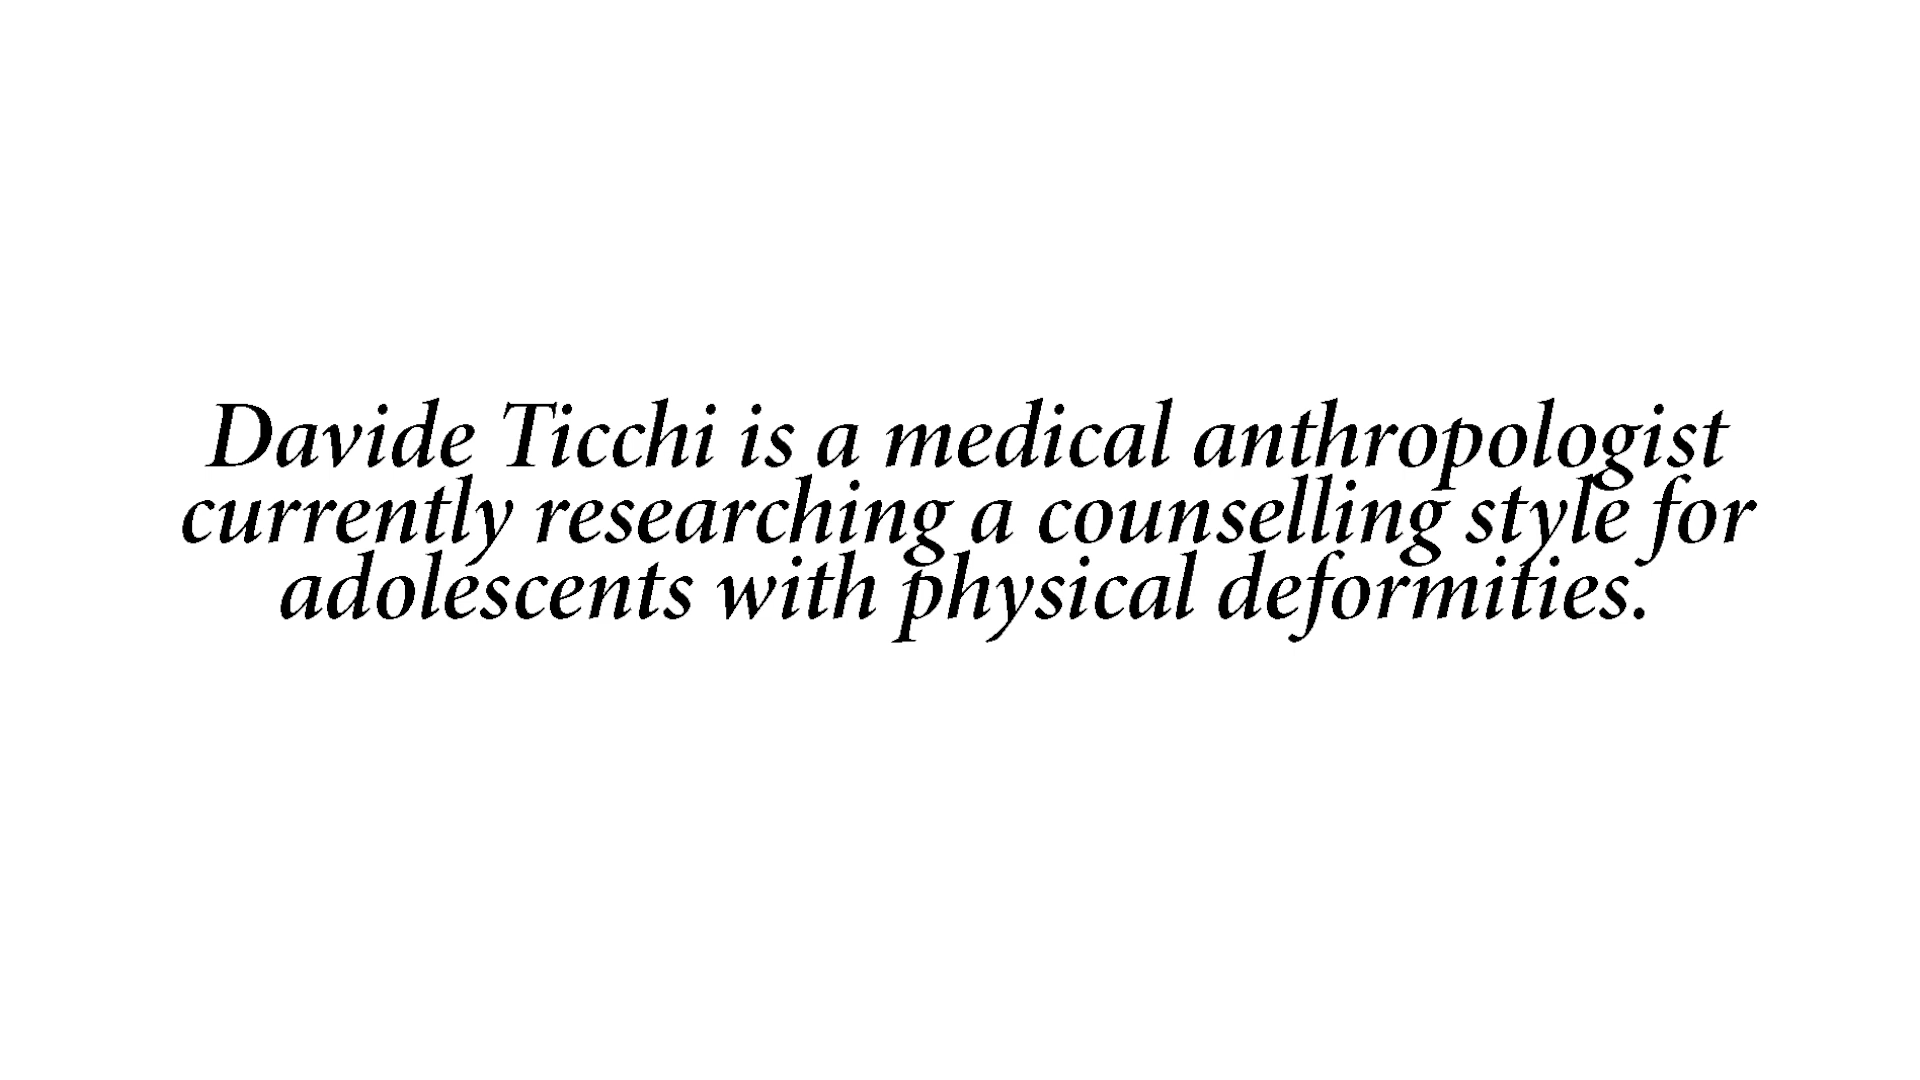 Davide Ticchi is a medical anthropologist
currently researching a counselling style for
adolescents with physical deformities.